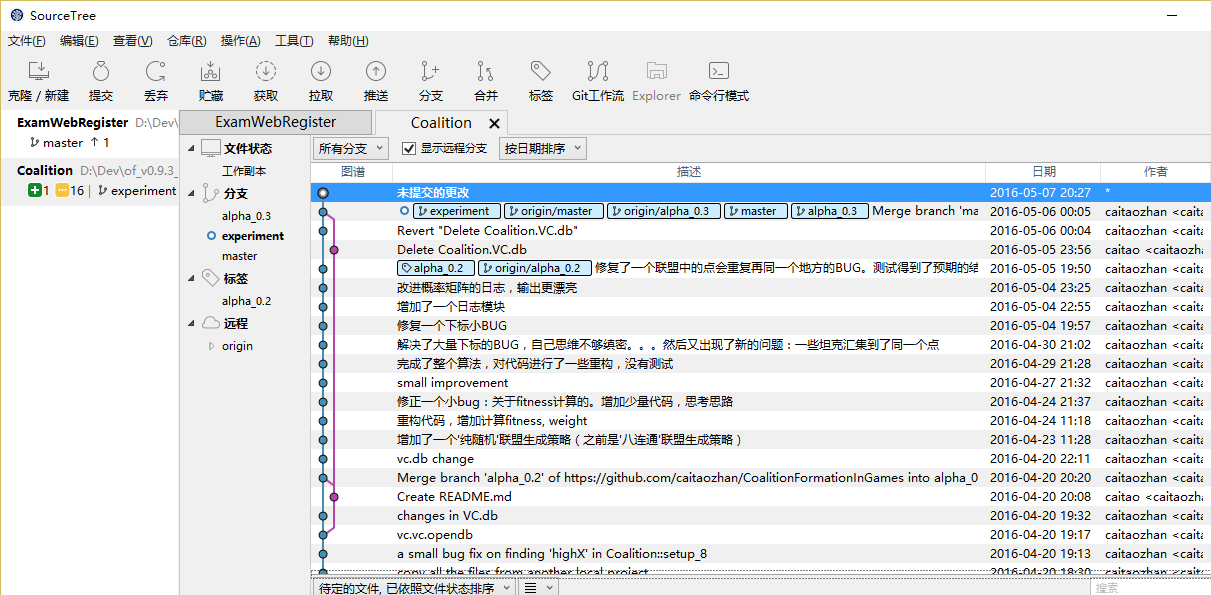 SourceTree
文件(F) 编辑(E) 查看(V) 仓库(R) 操作(A) 工具(T) 帮助(H)
克隆 / 新建 提交 丢弃 贮藏 获取 拉取 推送 分支 合并 标签 Git工作流 Explorer 命令行模式
ExamWebRegister D:\Dev\
master 1
Coalition D:\Dev\of_v0.9.3_
1 16 | experiment
ExamWebRegister Coalition
文件状态
工作副本
分支
alpha_0.3
experiment
master
标签
alpha_0.2
远程
origin
所有分支 显示远程分支 按日期排序
图谱 描述 日期 作者
未提交的更改 2016-05-07 20:27 *
experiment origin/master origin/alpha_0.3 master alpha_0.3 Merge branch 'ma 2016-05-06 00:05 caitaozhan <caita
Revert "Delete Coalition.VC.db" 2016-05-06 00:04 caitaozhan <caita
Delete Coalition.VC.db 2016-05-05 23:56 caitao <caitaozha
alpha_0.2 origin/alpha_0.2 修复了一个联盟中的点会重复再同一个地方的BUG。测试得到了预期的结 2016-05-05 19:50 caitaozhan <caita
改进概率矩阵的日志，输出更漂亮 2016-05-04 23:25 caitaozhan <caita
增加了一个日志模块 2016-05-04 22:55 caitaozhan <caita
修复一个下标小BUG 2016-05-04 19:57 caitaozhan <caita
解决了大量下标的BUG，自己思维不够缜密。。。然后又出现了新的问题：一些坦克汇集到了同一个点 2016-04-30 21:02 caitaozhan <caita
完成了整个算法，对代码进行了一些重构，没有测试 2016-04-29 21:28 caitaozhan <caita
small improvement 2016-04-27 21:32 caitaozhan <caita
修正一个小bug：关于fitness计算的。增加少量代码，思考思路 2016-04-24 21:37 caitaozhan <caita
重构代码，增加计算fitness, weight 2016-04-24 11:18 caitaozhan <caita
增加了一个'纯随机'联盟生成策略（之前是'八连通'联盟生成策略） 2016-04-23 11:28 caitaozhan <caita
vc.db change 2016-04-20 22:11 caitaozhan <caita
Merge branch 'alpha_0.2' of https://github.com/caitaozhan/CoalitionFormationInGames into alpha_0 2016-04-20 20:20 caitaozhan <caita
Create README.md 2016-04-20 20:08 caitao <caitaozha
changes in VC.db 2016-04-20 19:32 caitaozhan <caita
vc.vc.opendb 2016-04-20 19:17 caitaozhan <caita
a small bug fix on finding 'highX' in Coalition::setup_8 2016-04-20 19:13 caitaozhan <caita
copy all the files from another local project 2016-04-20 18:30 caitaozhan <caita
待定的文件, 已依照文件状态排序 搜索